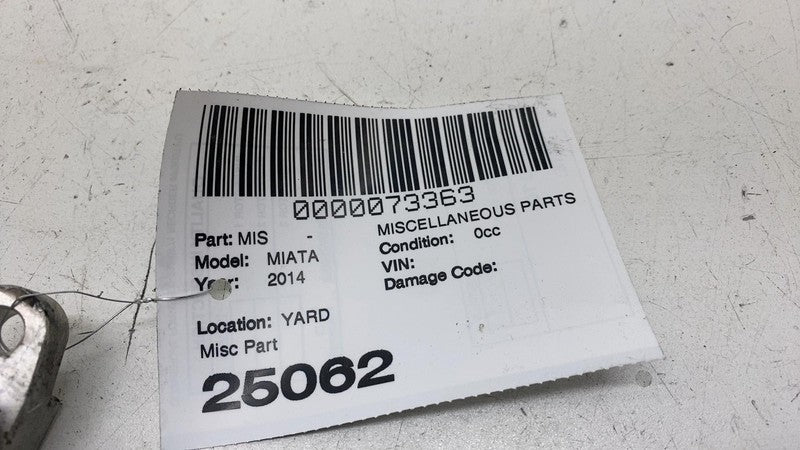 0000073363
MISCELLANEOUS PARTS
Part: MIS -
Condition: 0cc
Model: MIATA
VIN:
Year: 2014
Damage Code:
Location: YARD
Misc Part
25062